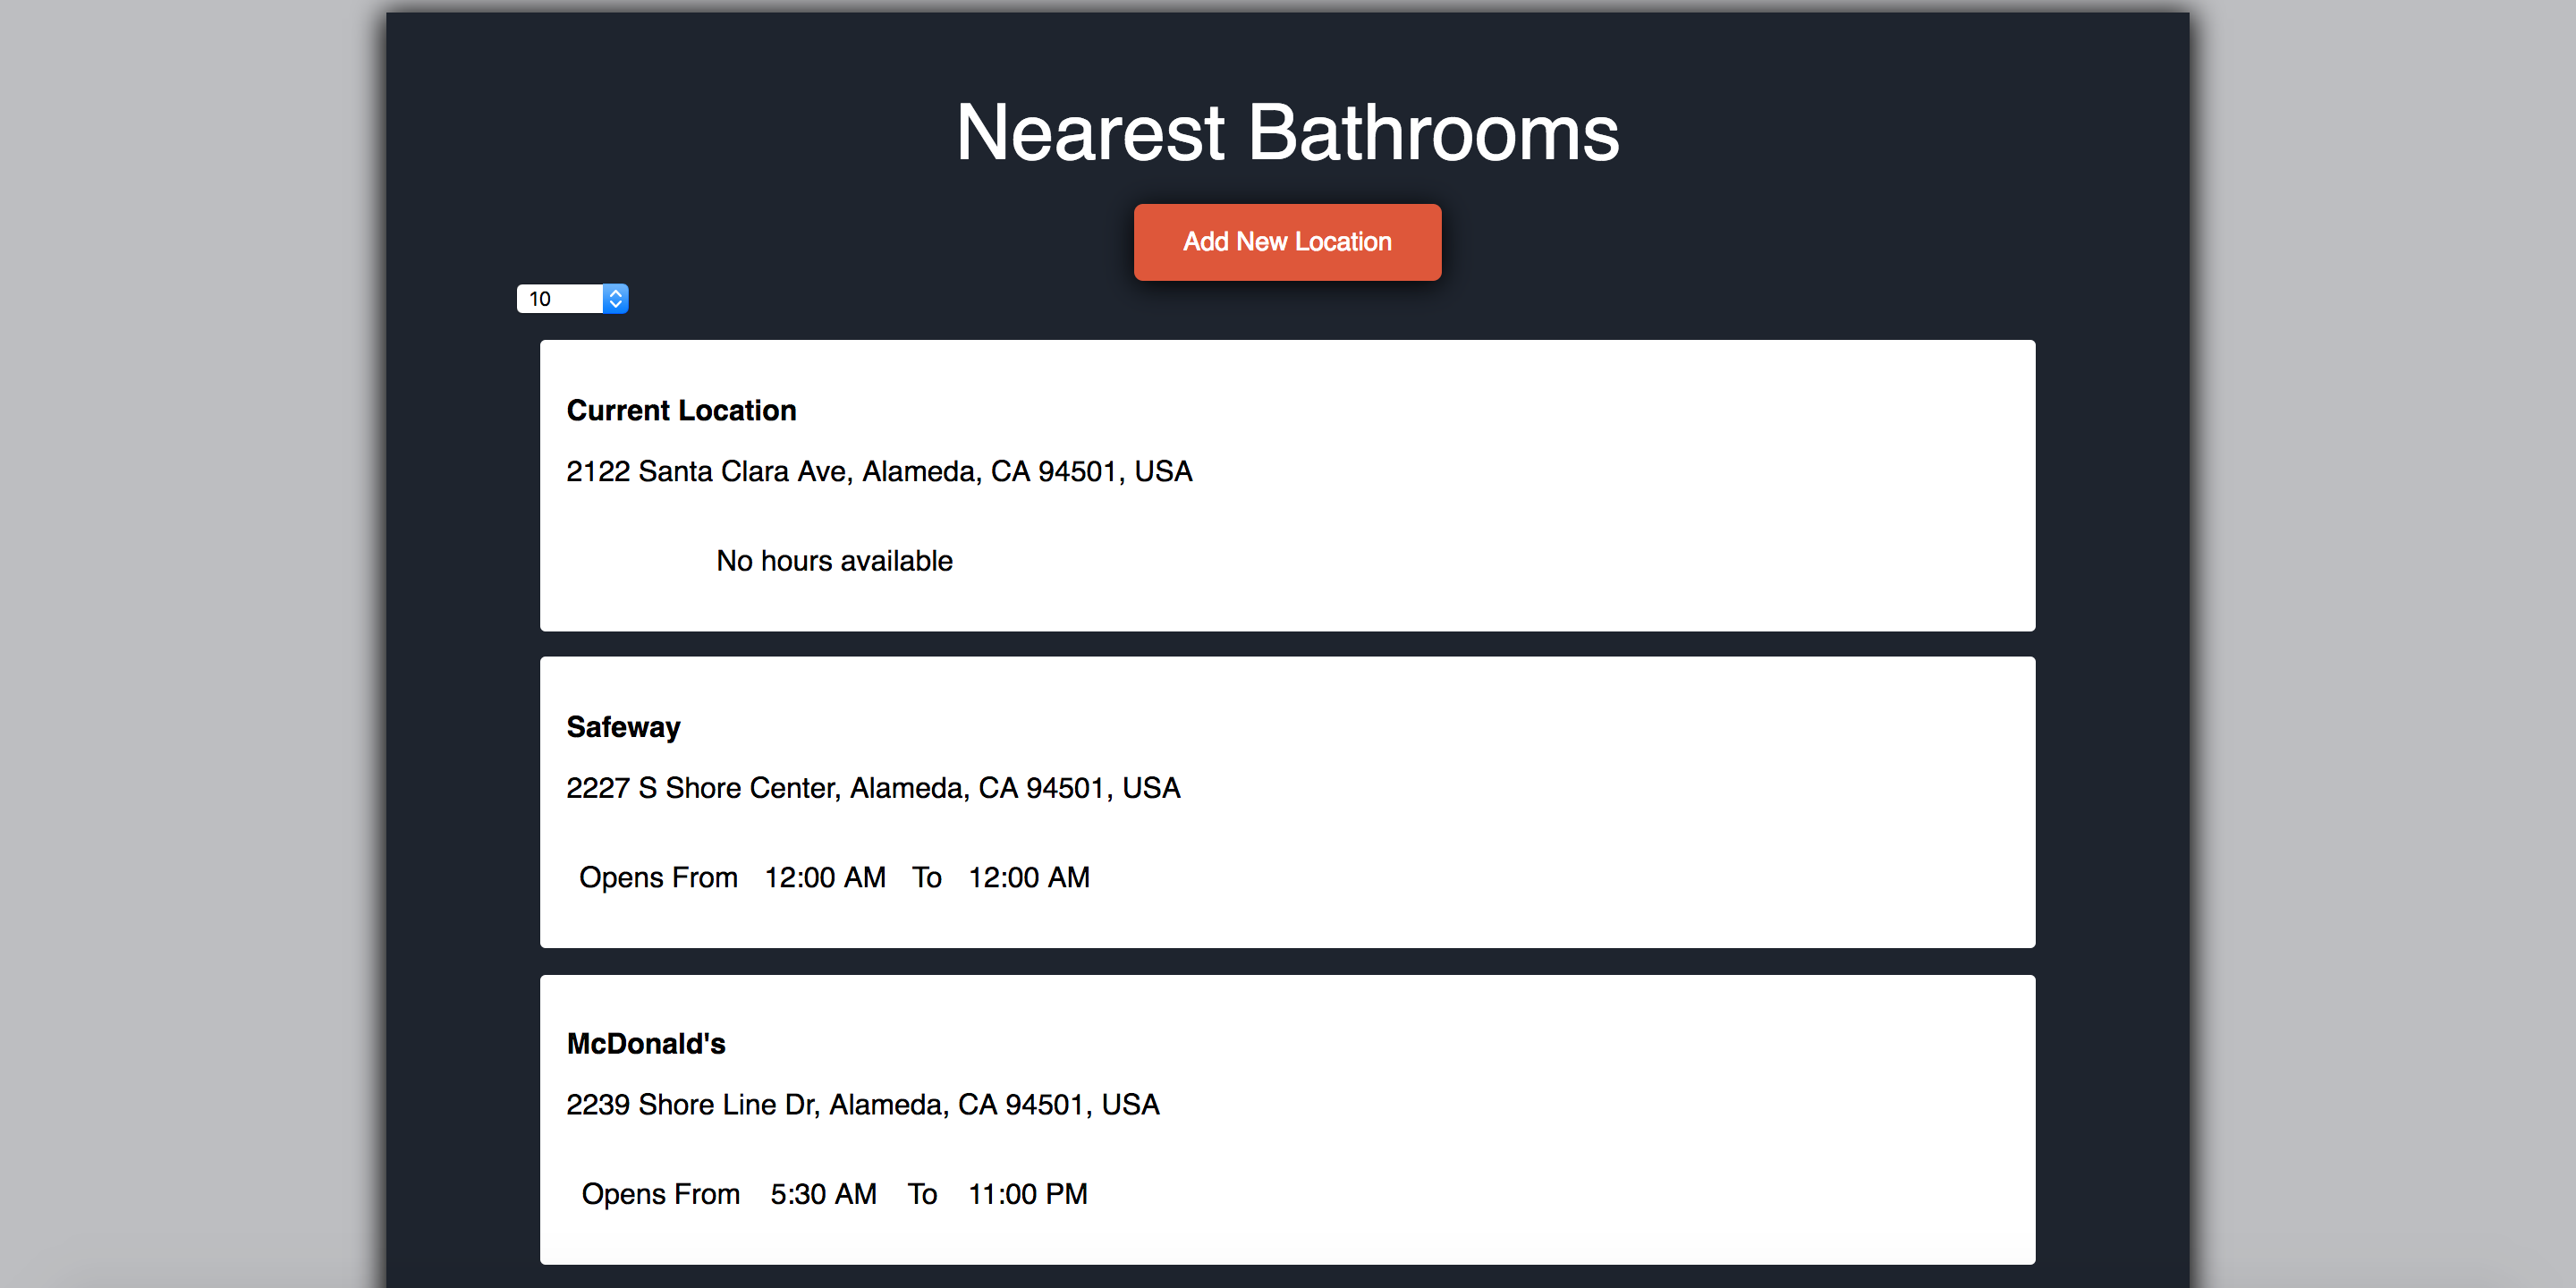 Nearest Bathrooms
Add New Location
10
Current Location
2122 Santa Clara Ave, Alameda, CA 94501, USA
No hours available
Safeway
2227 S Shore Center, Alameda, CA 94501, USA
Opens From 12:00 AM To 12:00 AM
McDonald's
2239 Shore Line Dr, Alameda, CA 94501, USA
Opens From 5:30 AM To 11:00 PM